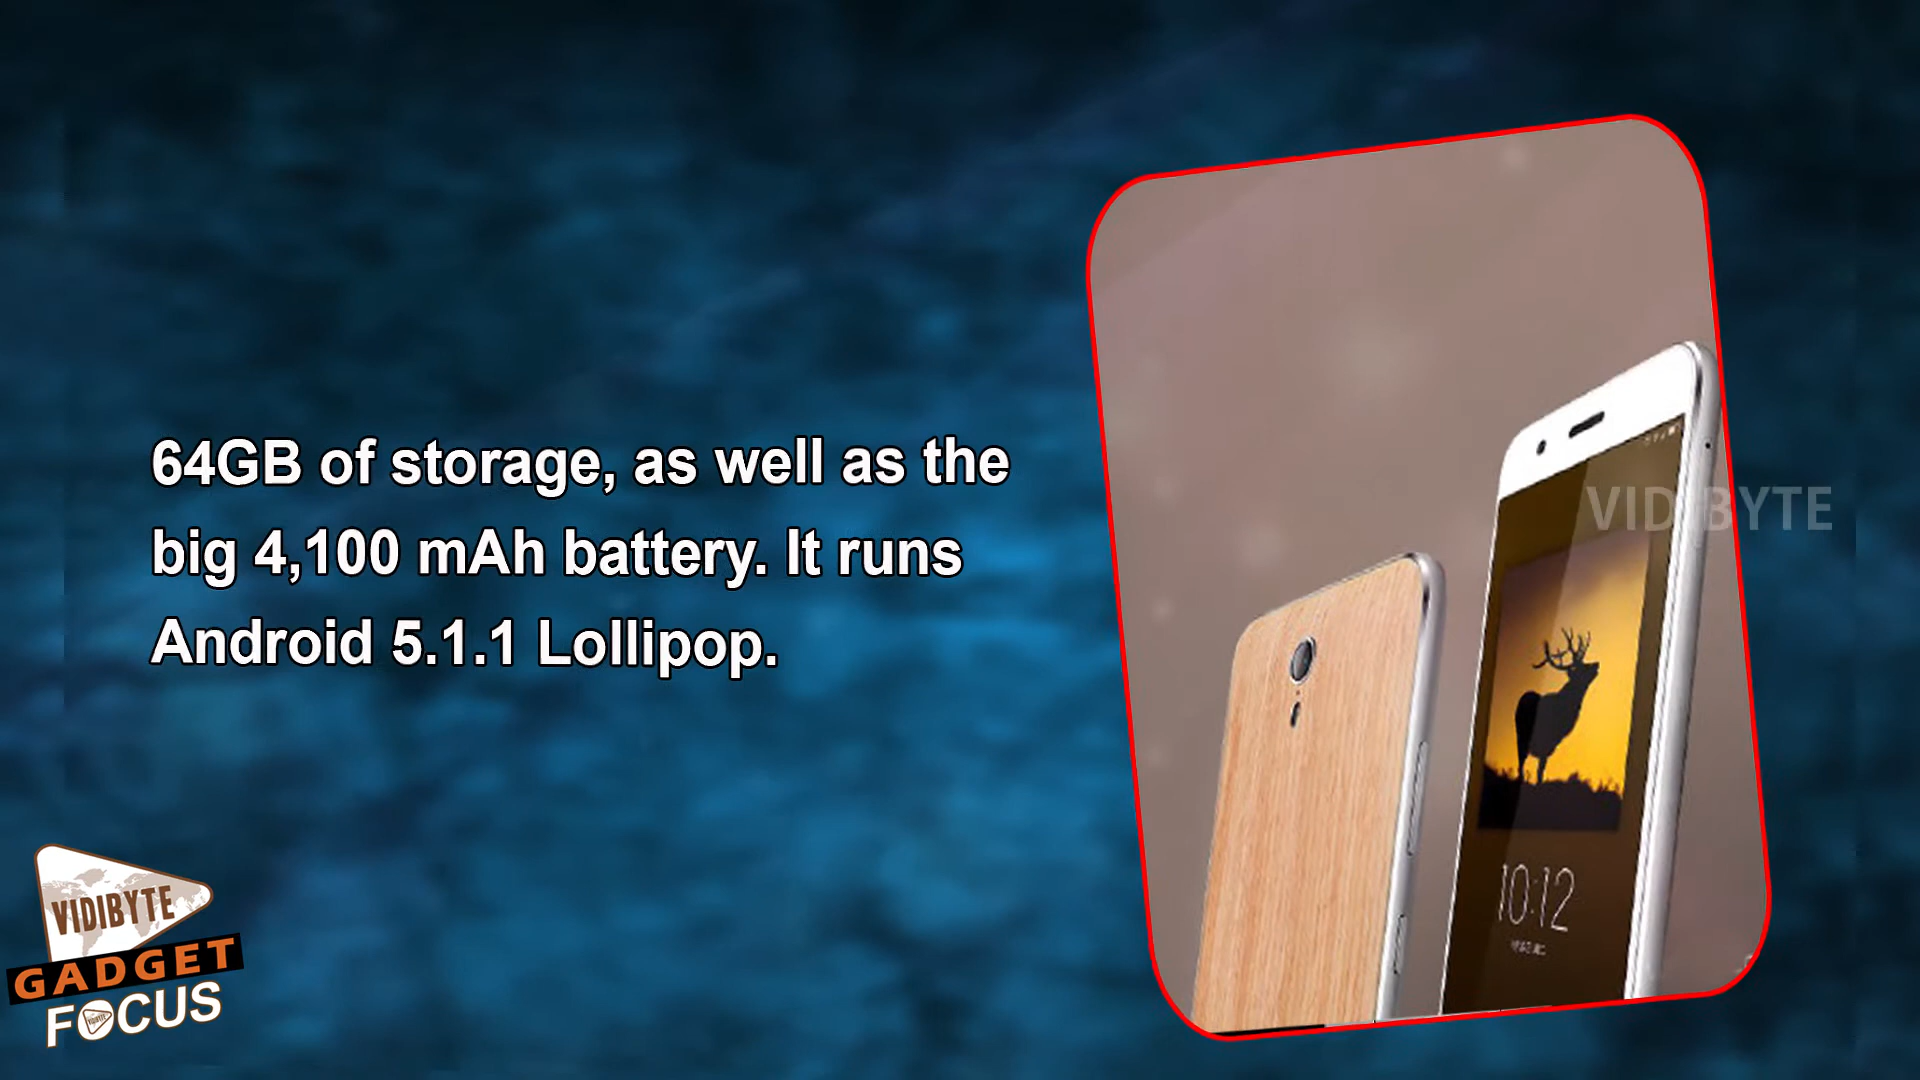 64GB of storage, as well as the
big 4,100 mAh battery. It runs
Android 5.1.1 Lollipop.
VIDIBYTE
10:12
VIDIBYTE
GADGET
FOCUS